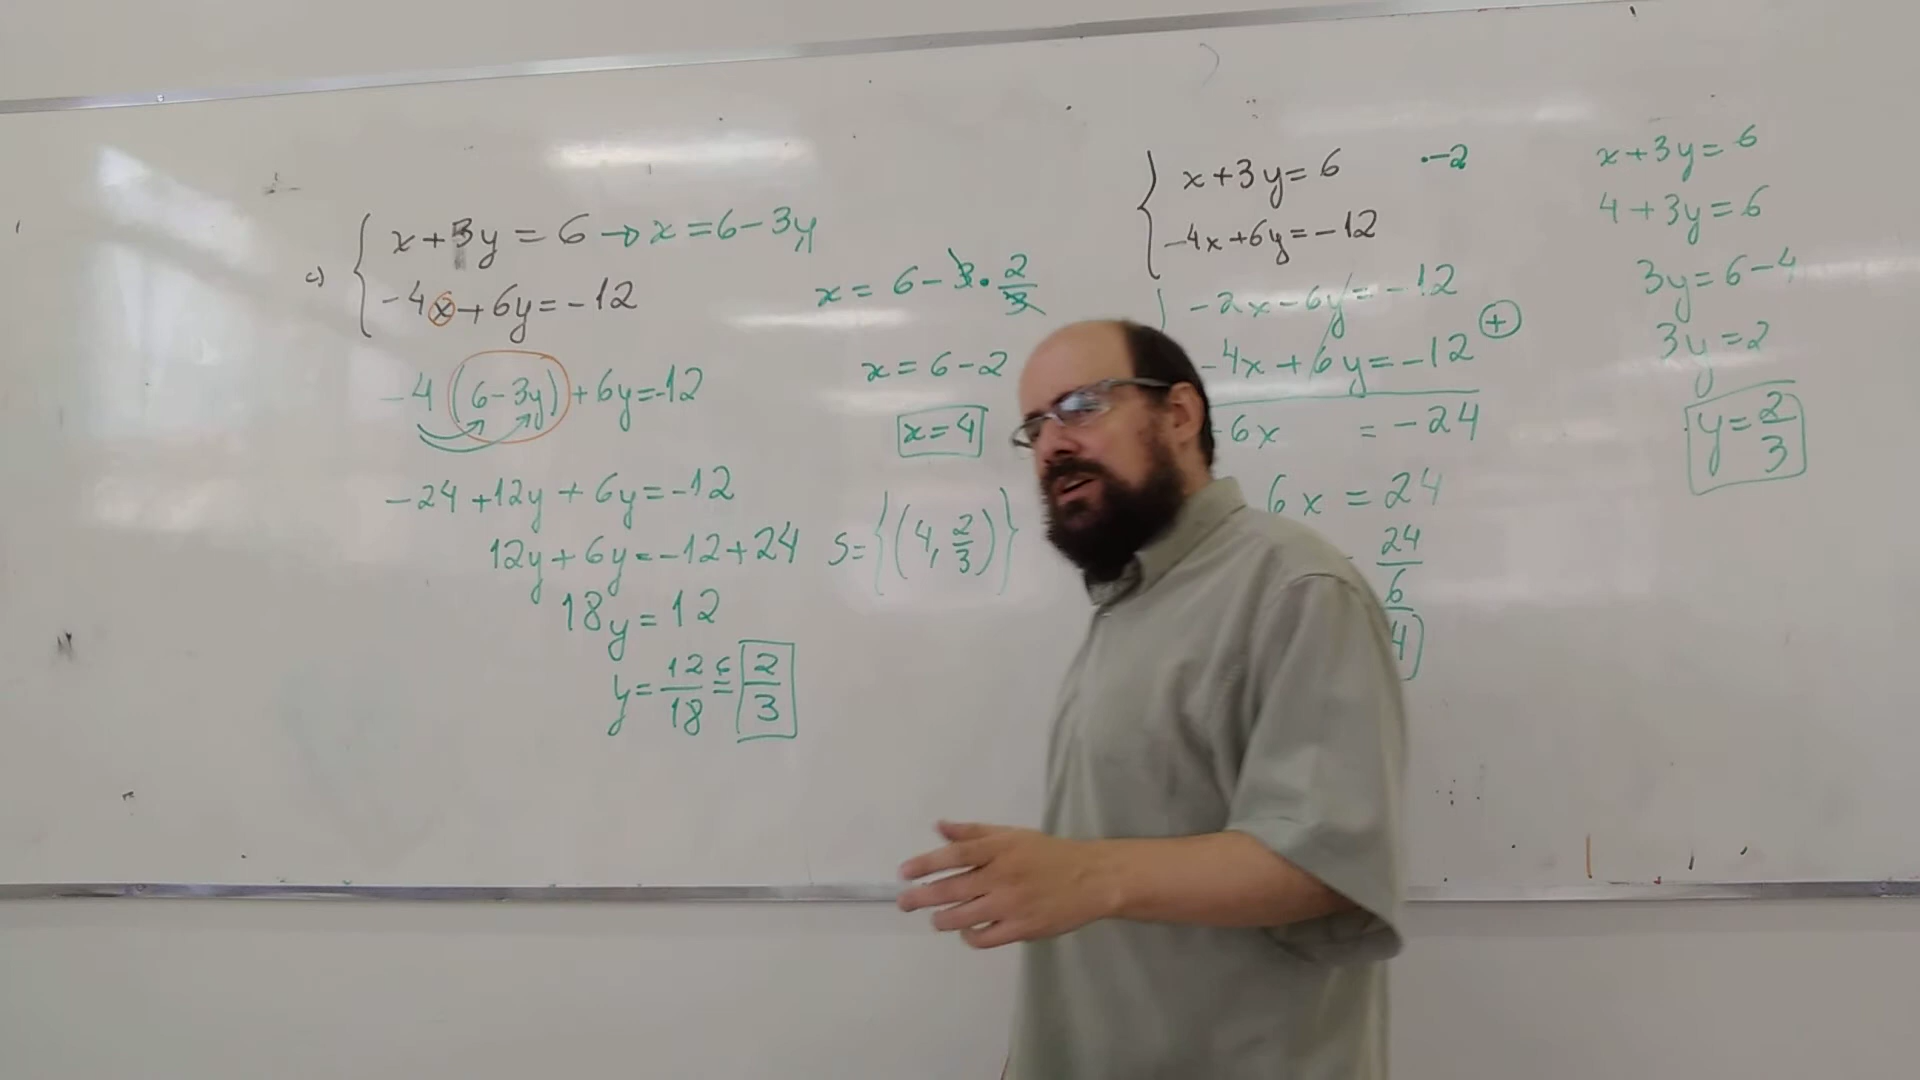 c) { x+3y = 6 → x = 6-3y
-4x+6y = -12
-4(6-3y)+6y=-12
-24+12y+6y=-12
12y+6y=-12+24
18y=12
y=12/18=2/3
x=6-3·2/3
x=6-2
x=4
S={(4,2/3)}
{ x+3y=6 ·-2
-4x+6y=-12
{ -2x-6y=-12
-4x+6y=-12 +
-6x = -24
6x = 24
24/6
4
x+3y=6
4+3y=6
3y=6-4
3y=2
y=2/3